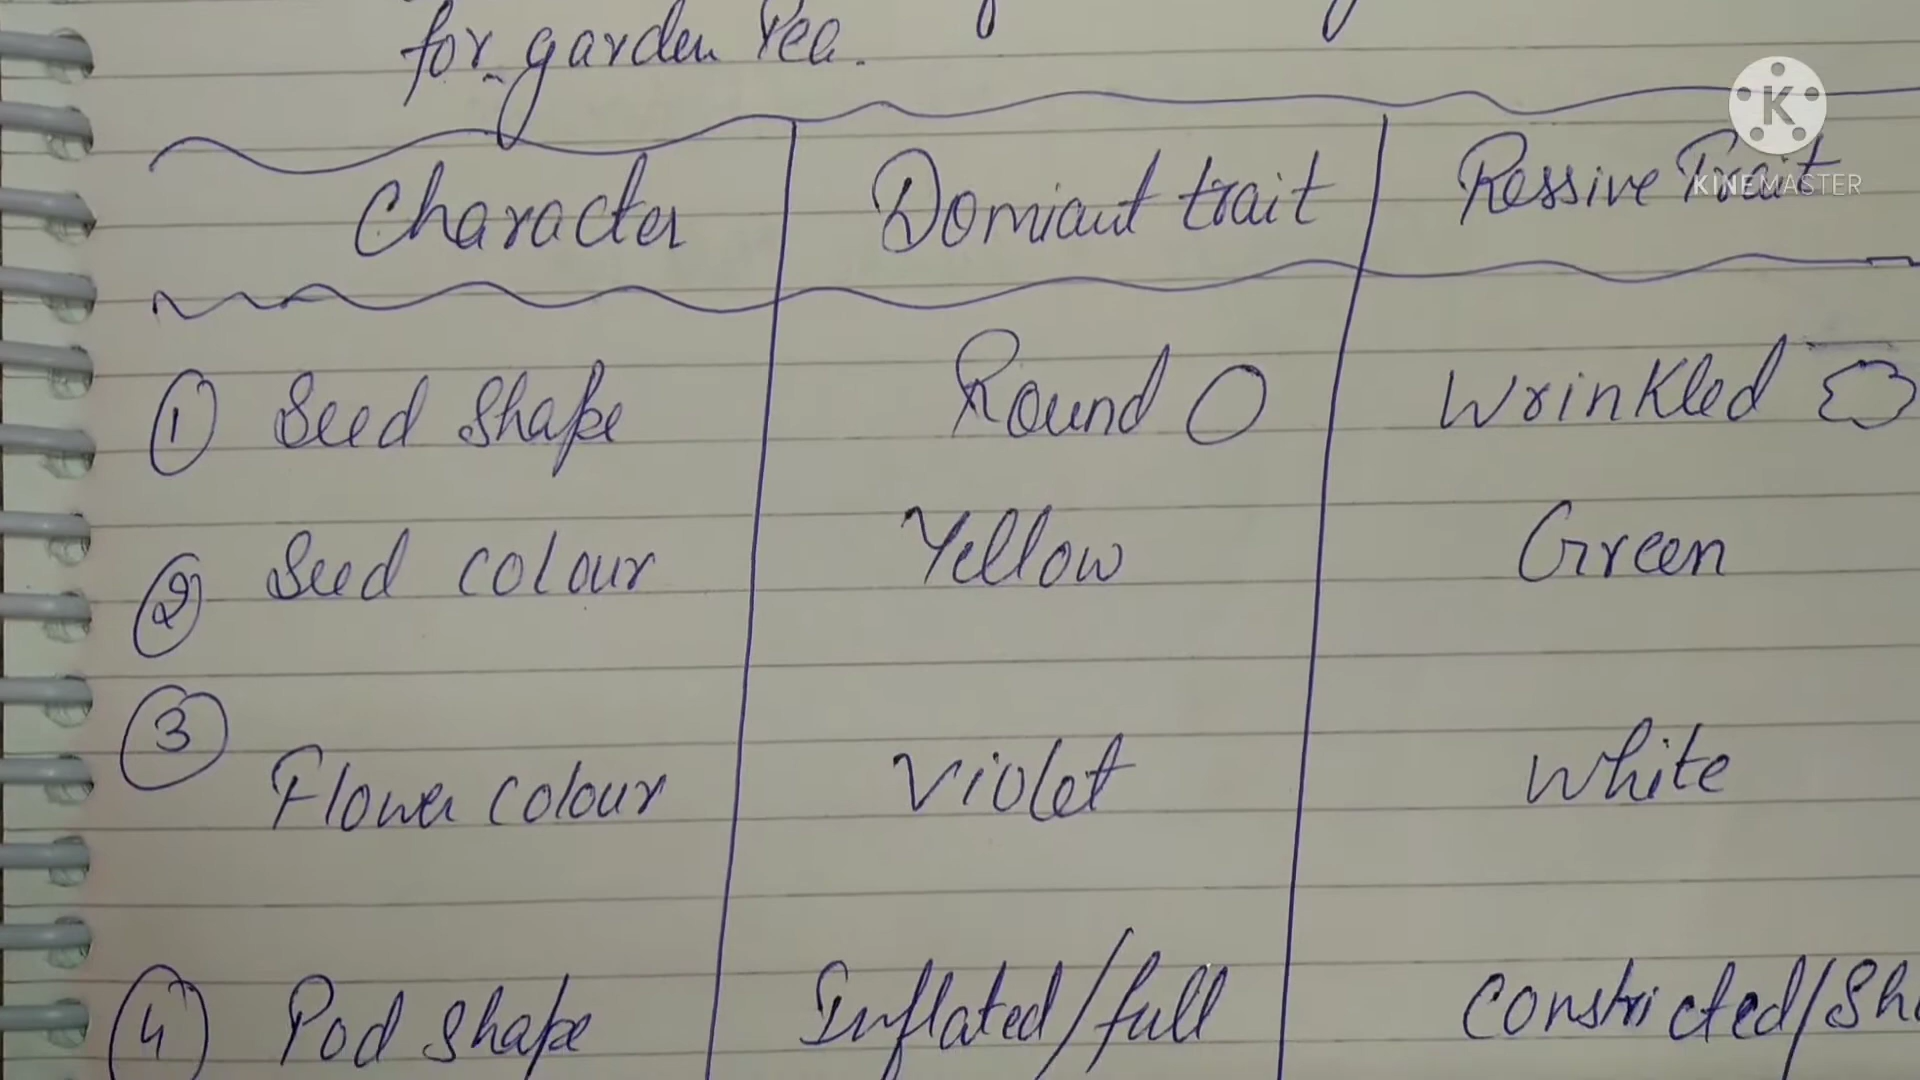 for garden Pea.
Character Domiant trait Ressive Trait
① Seed Shape Round Wrinkled
② Seed colour Yellow Green
③ Flower colour Violet White
④ Pod shape Inflated/full Constricted/Sh
K
KINEMASTER